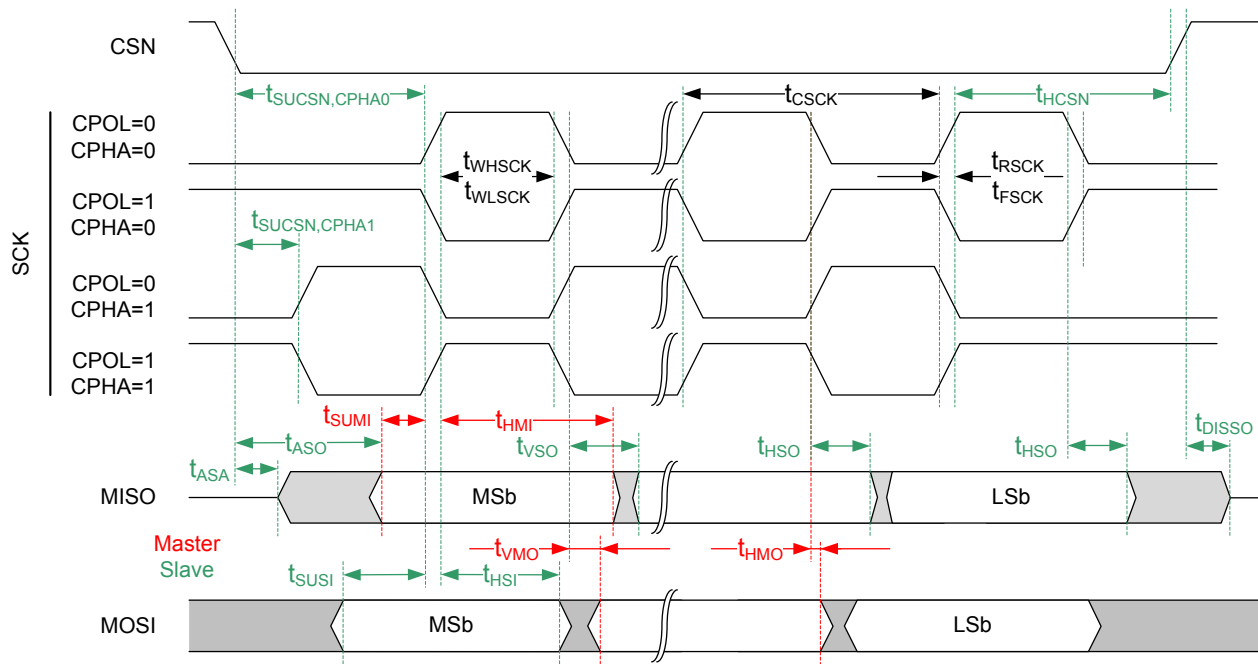 CSN
tSUCSN,CPHA0
tCSCK
tHCSN
SCK
CPOL=0
CPHA=0
tWHSCK
tWLSCK
tRSCK
tFSCK
CPOL=1
CPHA=0
tSUCSN,CPHA1
CPOL=0
CPHA=1
CPOL=1
CPHA=1
tSUMI
tHMI
tASO
tVSO
tHSO
tHSO
tDISSO
tASA
MISO
MSb
LSb
Master
Slave
tVMO
tHMO
tSUSI
tHSI
MOSI
MSb
LSb